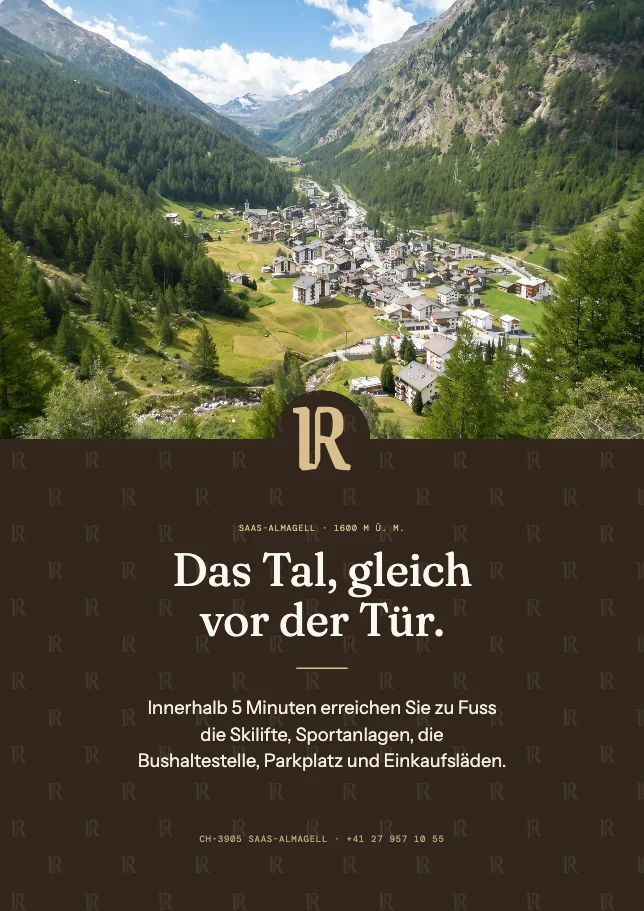 1R
SAAS-ALMAGELL · 1600 M Ü. M.
Das Tal, gleich
vor der Tür.
Innerhalb 5 Minuten erreichen Sie zu Fuss
die Skilifte, Sportanlagen, die
Bushaltestelle, Parkplatz und Einkaufsläden.
CH-3905 SAAS-ALMAGELL · +41 27 957 10 55